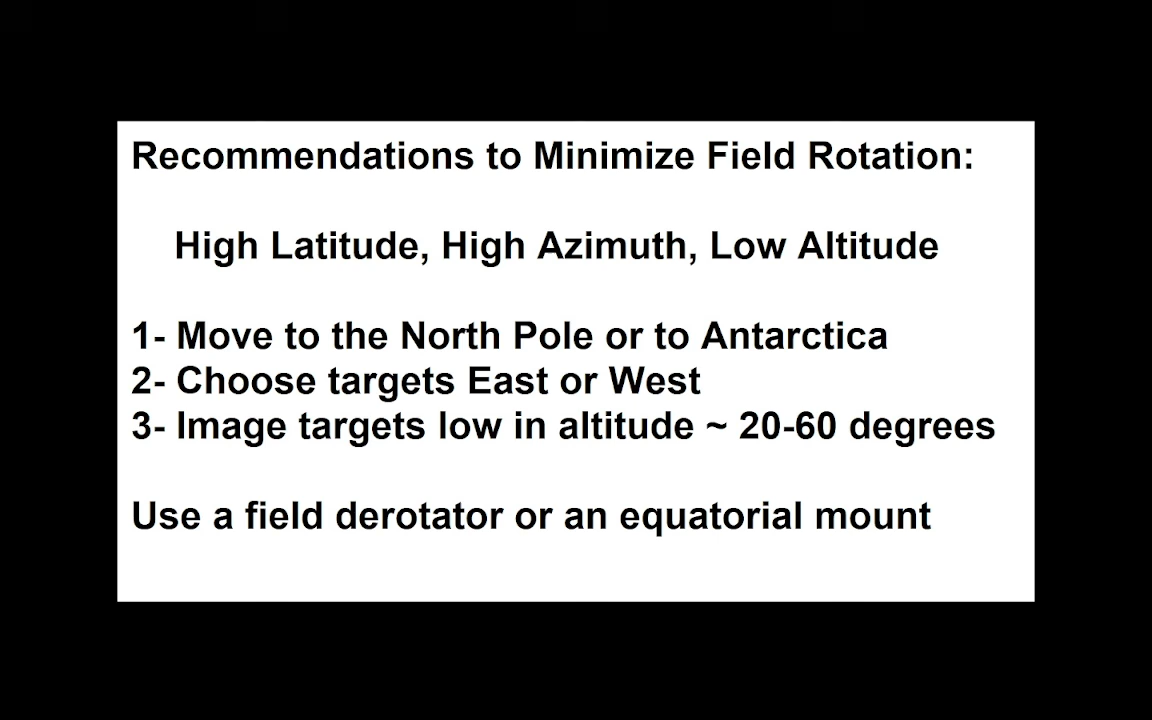 Recommendations to Minimize Field Rotation:
High Latitude, High Azimuth, Low Altitude
1- Move to the North Pole or to Antarctica
2- Choose targets East or West
3- Image targets low in altitude ~ 20-60 degrees
Use a field derotator or an equatorial mount